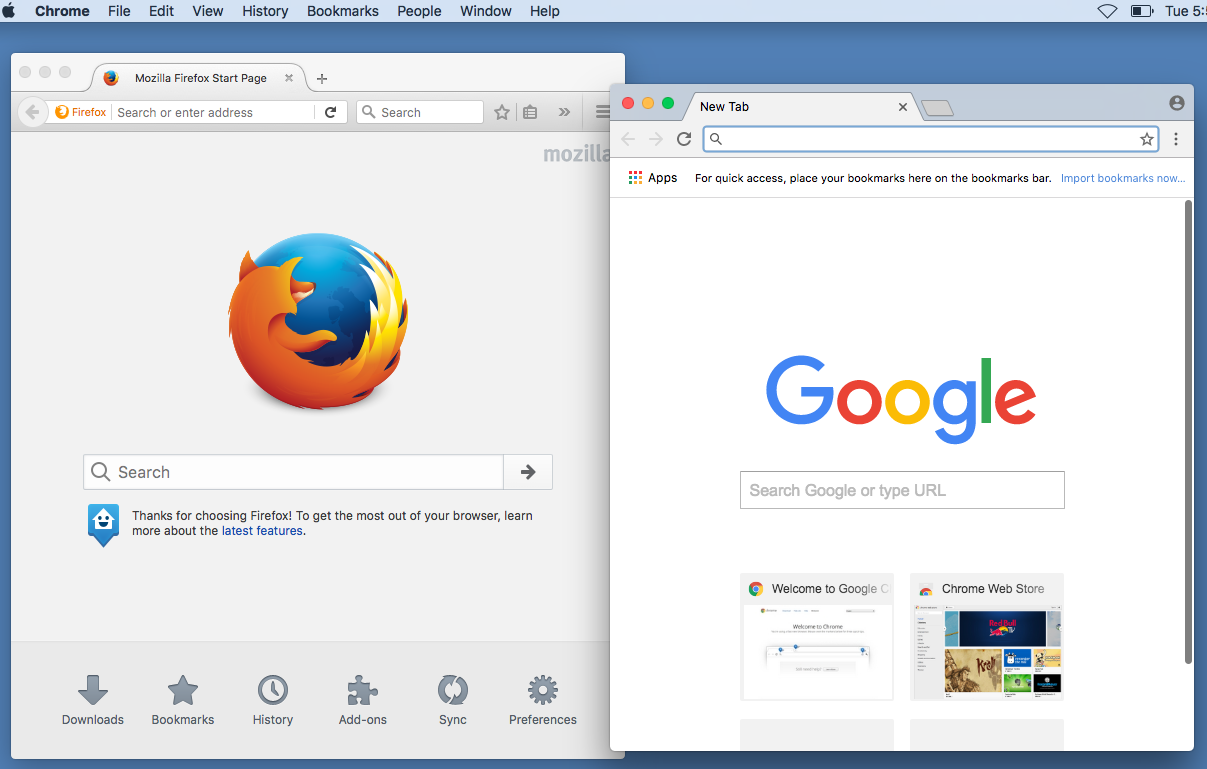 Chrome File Edit View History Bookmarks People Window Help Tue 5:
Mozilla Firefox Start Page
Firefox Search or enter address Search
mozilla
Search
Thanks for choosing Firefox! To get the most out of your browser, learn
more about the latest features.
Downloads Bookmarks History Add-ons Sync Preferences
New Tab
Apps For quick access, place your bookmarks here on the bookmarks bar. Import bookmarks now...
Google
Search Google or type URL
Welcome to Google C
Chrome Web Store
Welcome to Chrome
Red Bull
TV